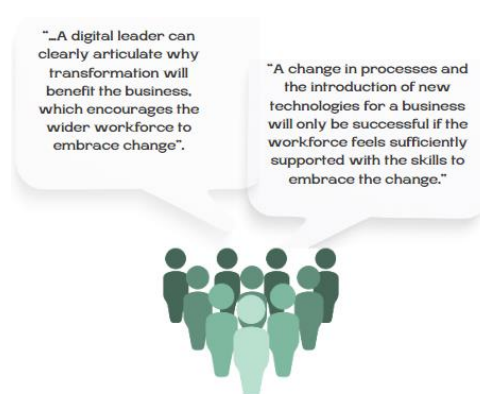 “…A digital leader can
clearly articulate why
transformation will
benefit the business,
which encourages the
wider workforce to
embrace change”.
“A change in processes and
the introduction of new
technologies for a business
will only be successful if the
workforce feels sufficiently
supported with the skills to
embrace the change.”